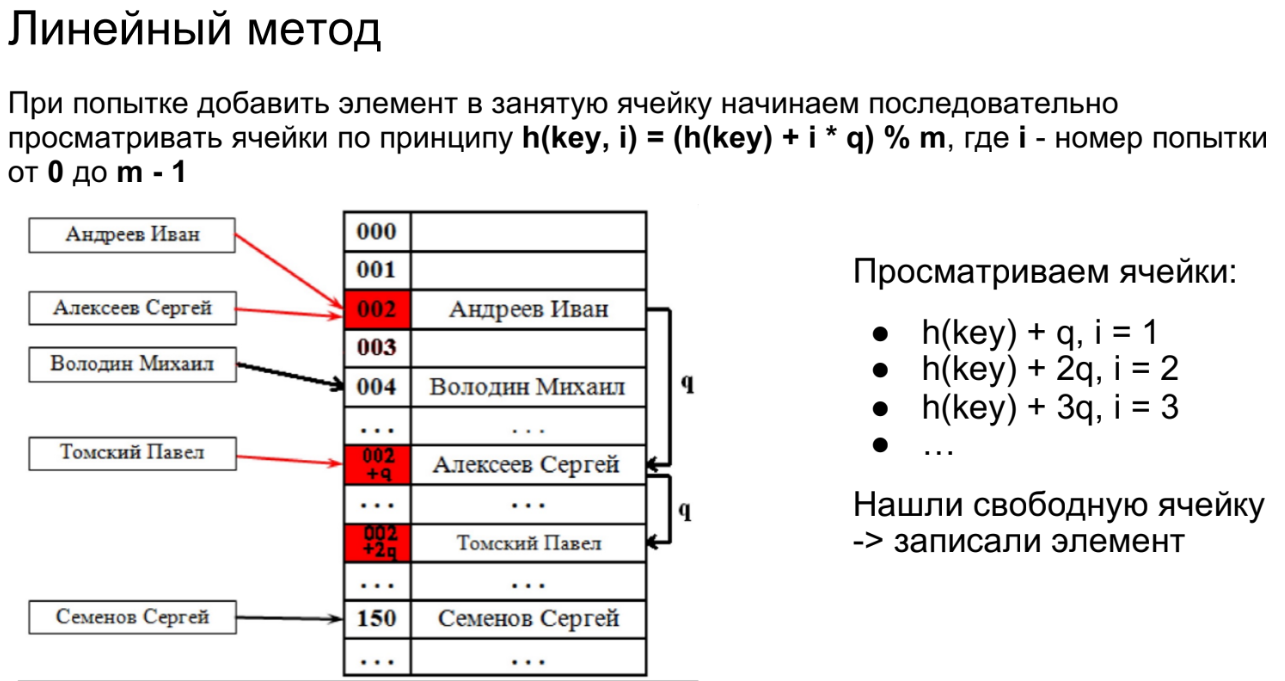 Линейный метод
При попытке добавить элемент в занятую ячейку начинаем последовательно
просматривать ячейки по принципу h(key, i) = (h(key) + i * q) % m, где i - номер попытки
от 0 до m - 1
Андреев Иван
Алексеев Сергей
Володин Михаил
Томский Павел
Семенов Сергей
000
001
002 Андреев Иван
003
004 Володин Михаил
... ...
002
+q Алексеев Сергей
... ...
002
+2q Томский Павел
... ...
150 Семенов Сергей
... ...
q
q
Просматриваем ячейки:
● h(key) + q, i = 1
● h(key) + 2q, i = 2
● h(key) + 3q, i = 3
● …
Нашли свободную ячейку
-> записали элемент